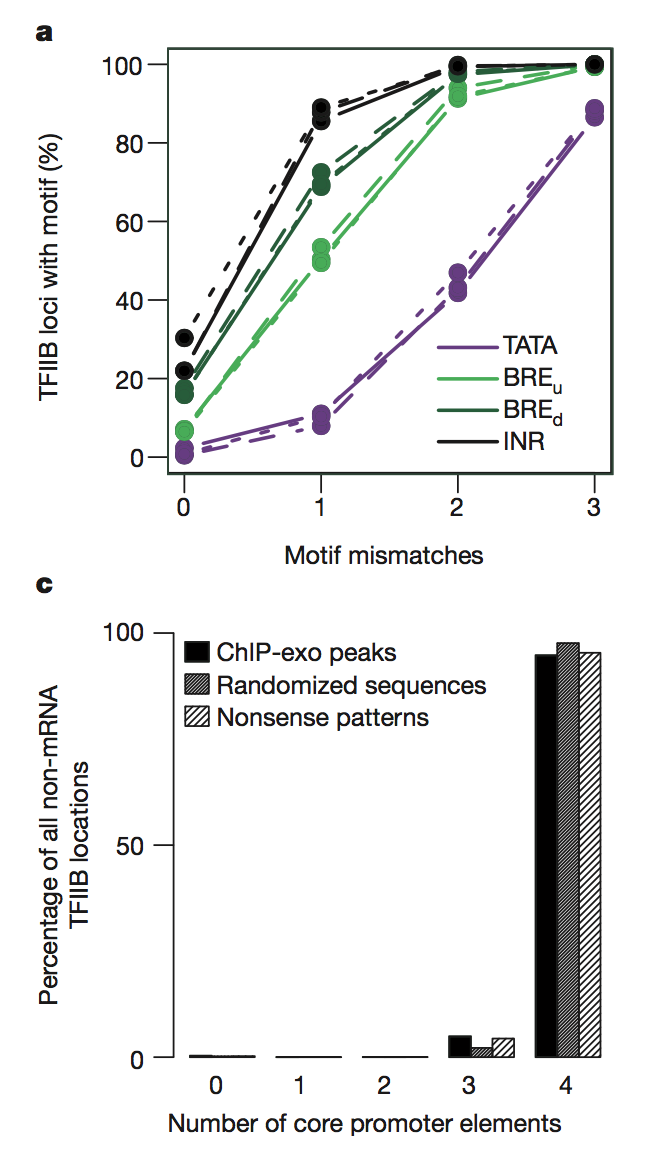 a
TFIIB loci with motif (%)
100
80
60
40
20
0
TATA
BREu
BREd
INR
0 1 2 3
Motif mismatches
c
Percentage of all non-mRNA
TFIIB locations
100
50
0
ChIP-exo peaks
Randomized sequences
Nonsense patterns
0 1 2 3 4
Number of core promoter elements